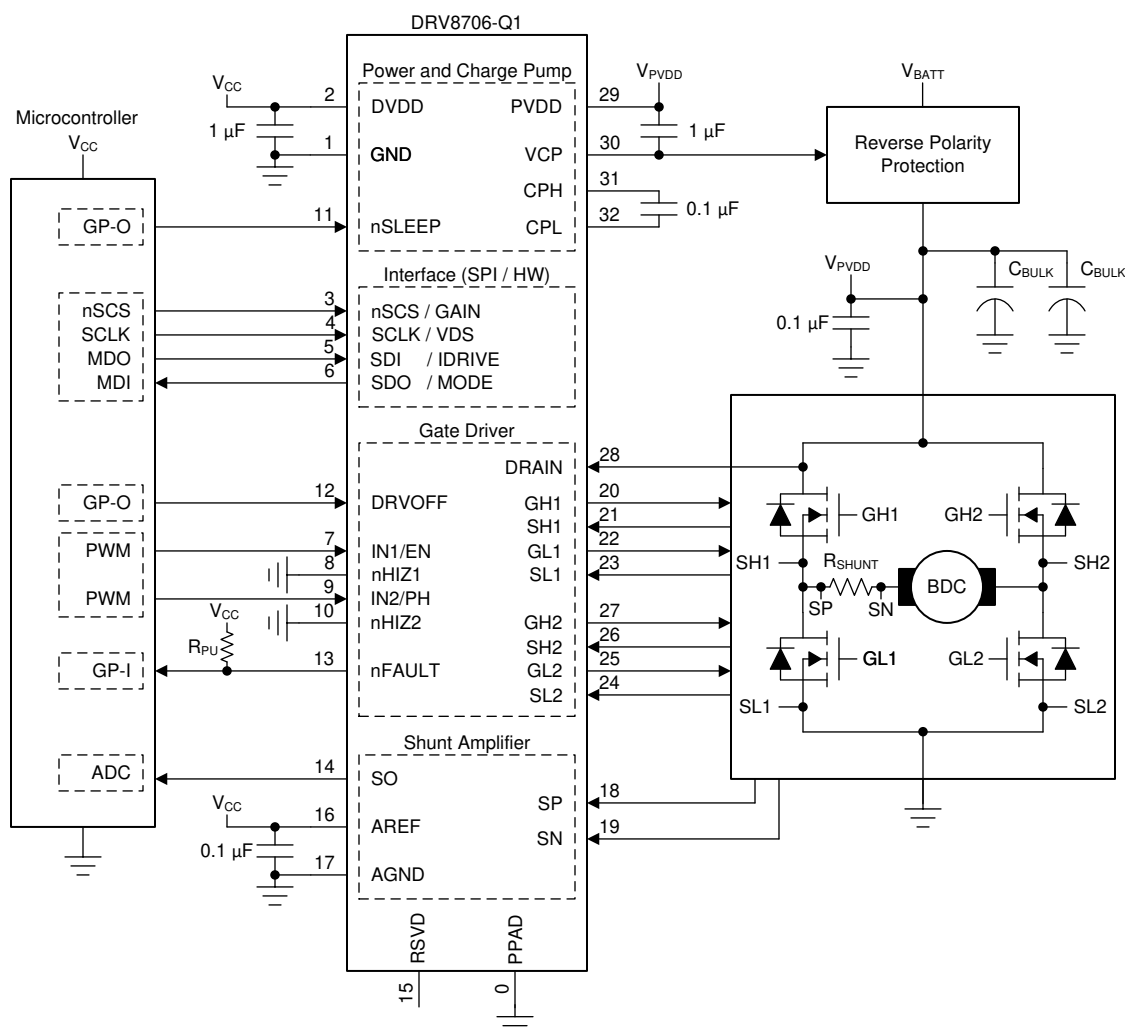 DRV8706-Q1
Microcontroller
VCC
GP-O
nSCS
SCLK
MDO
MDI
GP-O
PWM
PWM
GP-I
ADC
VCC
1 µF
2
1
11
3
4
5
6
12
7
8
9
10
VCC
RPU
13
14
VCC
0.1 µF
16
17
Power and Charge Pump
DVDD
PVDD
GND
VCP
CPH
nSLEEP
CPL
Interface (SPI / HW)
nSCS / GAIN
SCLK / VDS
SDI / IDRIVE
SDO / MODE
Gate Driver
DRAIN
DRVOFF
GH1
SH1
IN1/EN
GL1
nHIZ1
SL1
IN2/PH
nHIZ2
GH2
SH2
nFAULT
GL2
SL2
Shunt Amplifier
SO
SP
AREF
SN
AGND
RSVD
PPAD
15
0
29
30
31
32
VPVDD
1 µF
0.1 µF
28
20
21
22
23
27
26
25
24
18
19
VBATT
Reverse Polarity
Protection
VPVDD
0.1 µF
CBULK
CBULK
GH1
GH2
SH1
RSHUNT
SH2
SP
SN
BDC
GL1
GL2
SL1
SL2